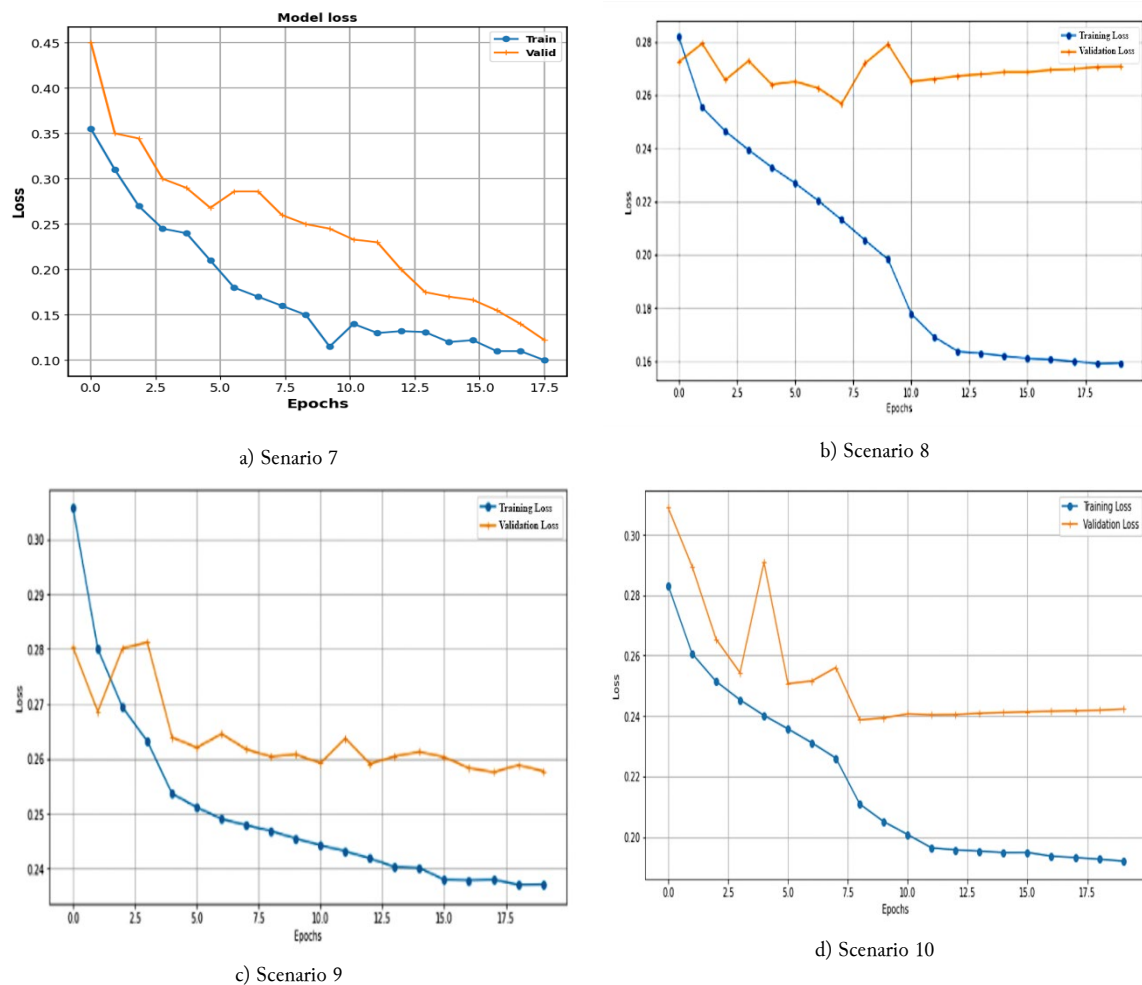 Model loss
0.45
0.40
0.35
0.30
0.25
0.20
0.15
0.10
Loss
Train
Valid
0.0 2.5 5.0 7.5 10.0 12.5 15.0 17.5
Epochs
a) Senario 7
0.28
0.26
0.24
0.22
0.20
0.18
0.16
Loss
Training Loss
Validation Loss
0.0 2.5 5.0 7.5 10.0 12.5 15.0 17.5
Epochs
b) Scenario 8
0.30
0.29
0.28
0.27
0.26
0.25
0.24
Loss
Training Loss
Validation Loss
0.0 2.5 5.0 7.5 10.0 12.5 15.0 17.5
Epochs
c) Scenario 9
0.30
0.28
0.26
0.24
0.22
0.20
Loss
Training Loss
Validation Loss
0.0 2.5 5.0 7.5 10.0 12.5 15.0 17.5
Epochs
d) Scenario 10